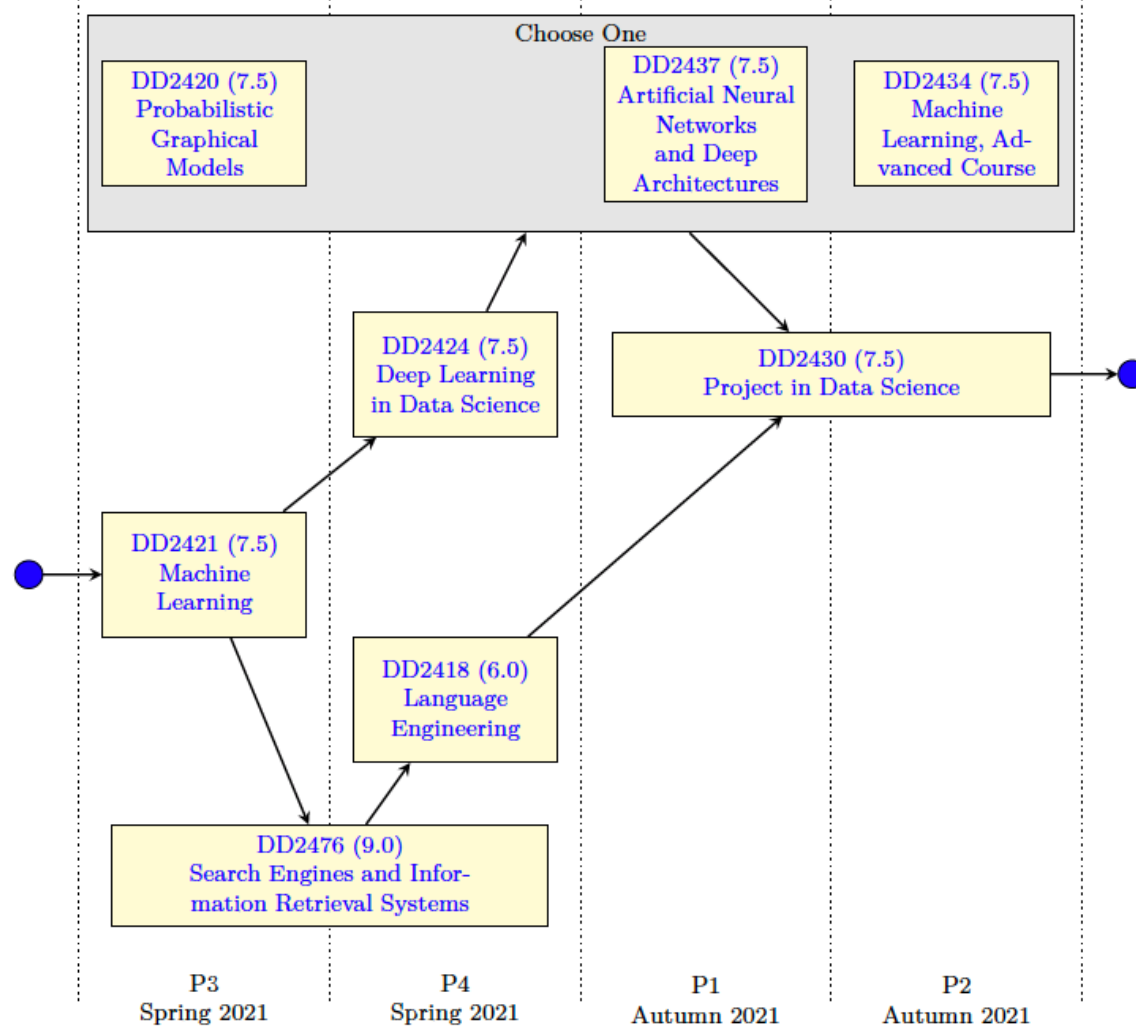 Choose One
DD2420 (7.5)
Probabilistic
Graphical
Models
DD2437 (7.5)
Artificial Neural
Networks
and Deep
Architectures
DD2434 (7.5)
Machine
Learning, Ad-
vanced Course
DD2424 (7.5)
Deep Learning
in Data Science
DD2430 (7.5)
Project in Data Science
DD2421 (7.5)
Machine
Learning
DD2418 (6.0)
Language
Engineering
DD2476 (9.0)
Search Engines and Infor-
mation Retrieval Systems
P3
Spring 2021
P4
Spring 2021
P1
Autumn 2021
P2
Autumn 2021